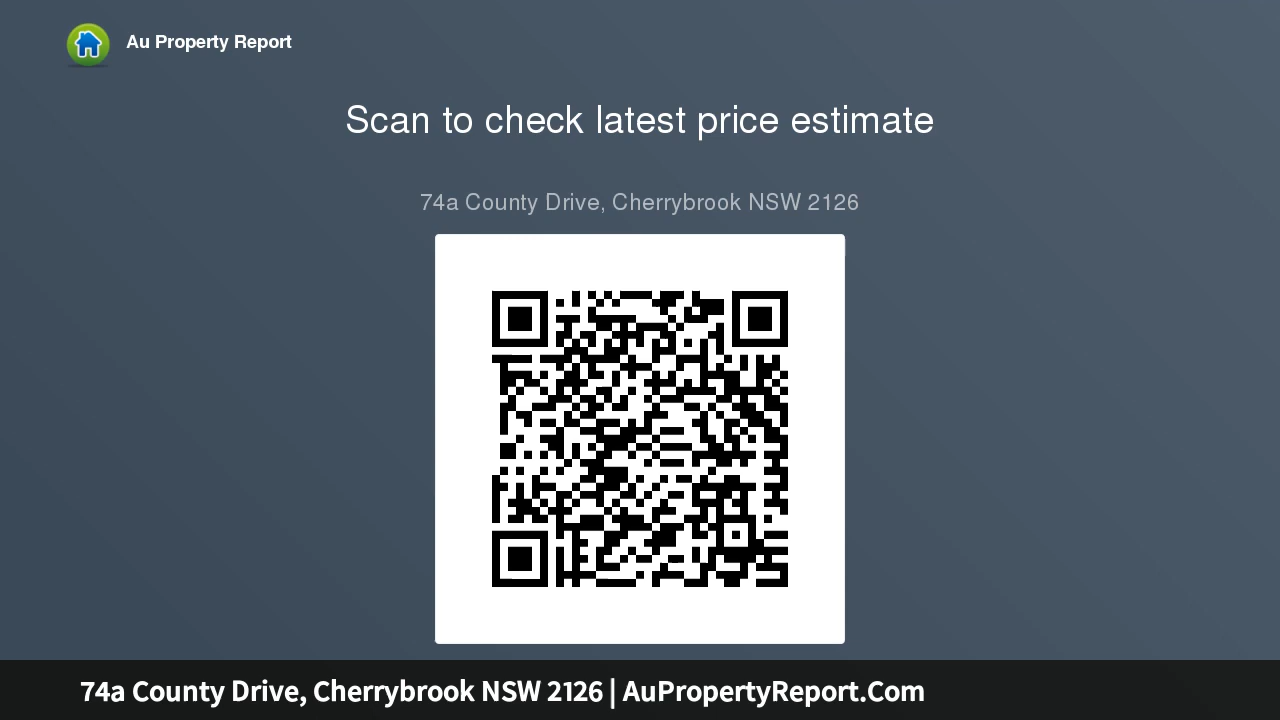 Au Property Report
Scan to check latest price estimate
74a County Drive, Cherrybrook NSW 2126
74a County Drive, Cherrybrook NSW 2126 | AuPropertyReport.Com